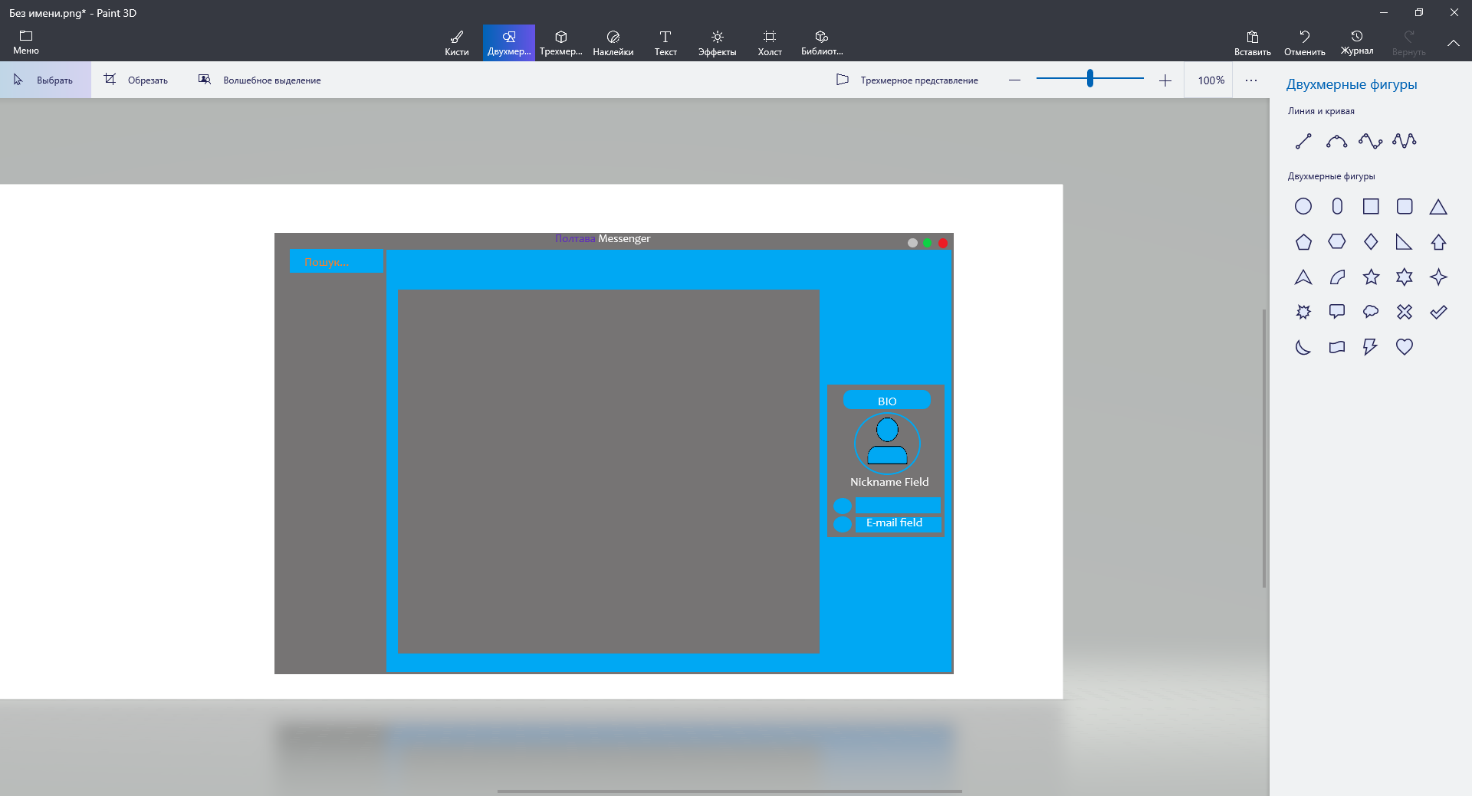 Без имени.png* - Paint 3D
Меню
Кисти
Двухмер...
Трехмер...
Наклейки
Текст
Эффекты
Холст
Библиот...
Вставить
Отменить
Журнал
Вернуть
Выбрать
Обрезать
Волшебное выделение
Трехмерное представление
100%
Двухмерные фигуры
Линия и кривая
Двухмерные фигуры
Полтава Messenger
Пошук...
BIO
Nickname Field
E-mail field